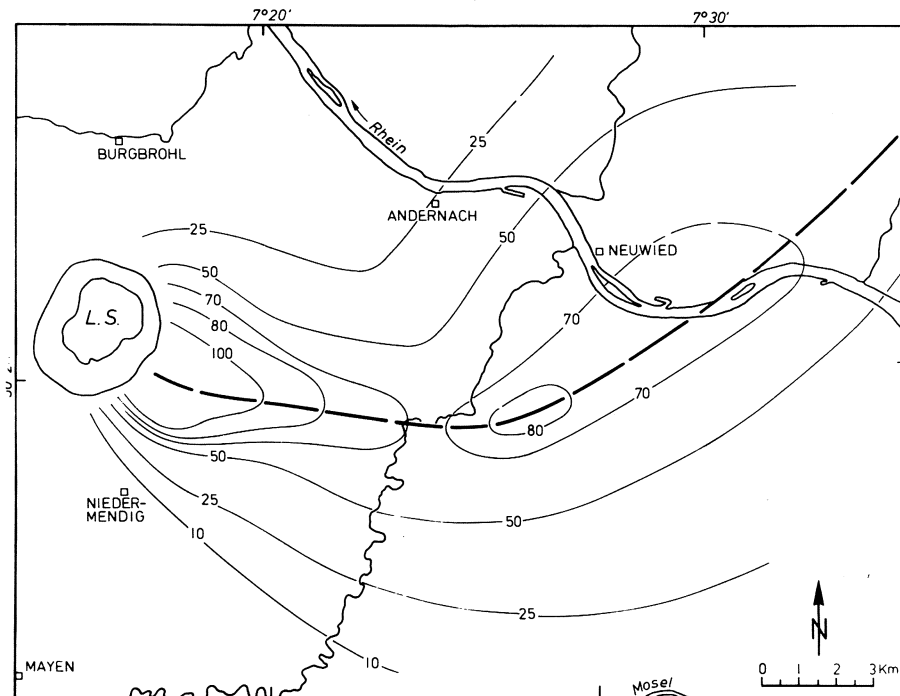 7°20'
7°30'
25
Rhein
BURGBROHL
ANDERNACH
25
50
NEUWIED
50
70
80
100
L. S.
70
70
80
50
50
NIEDER-
MENDIG
25
10
25
10
N
MAYEN
0 1 2 3Km
Mosel